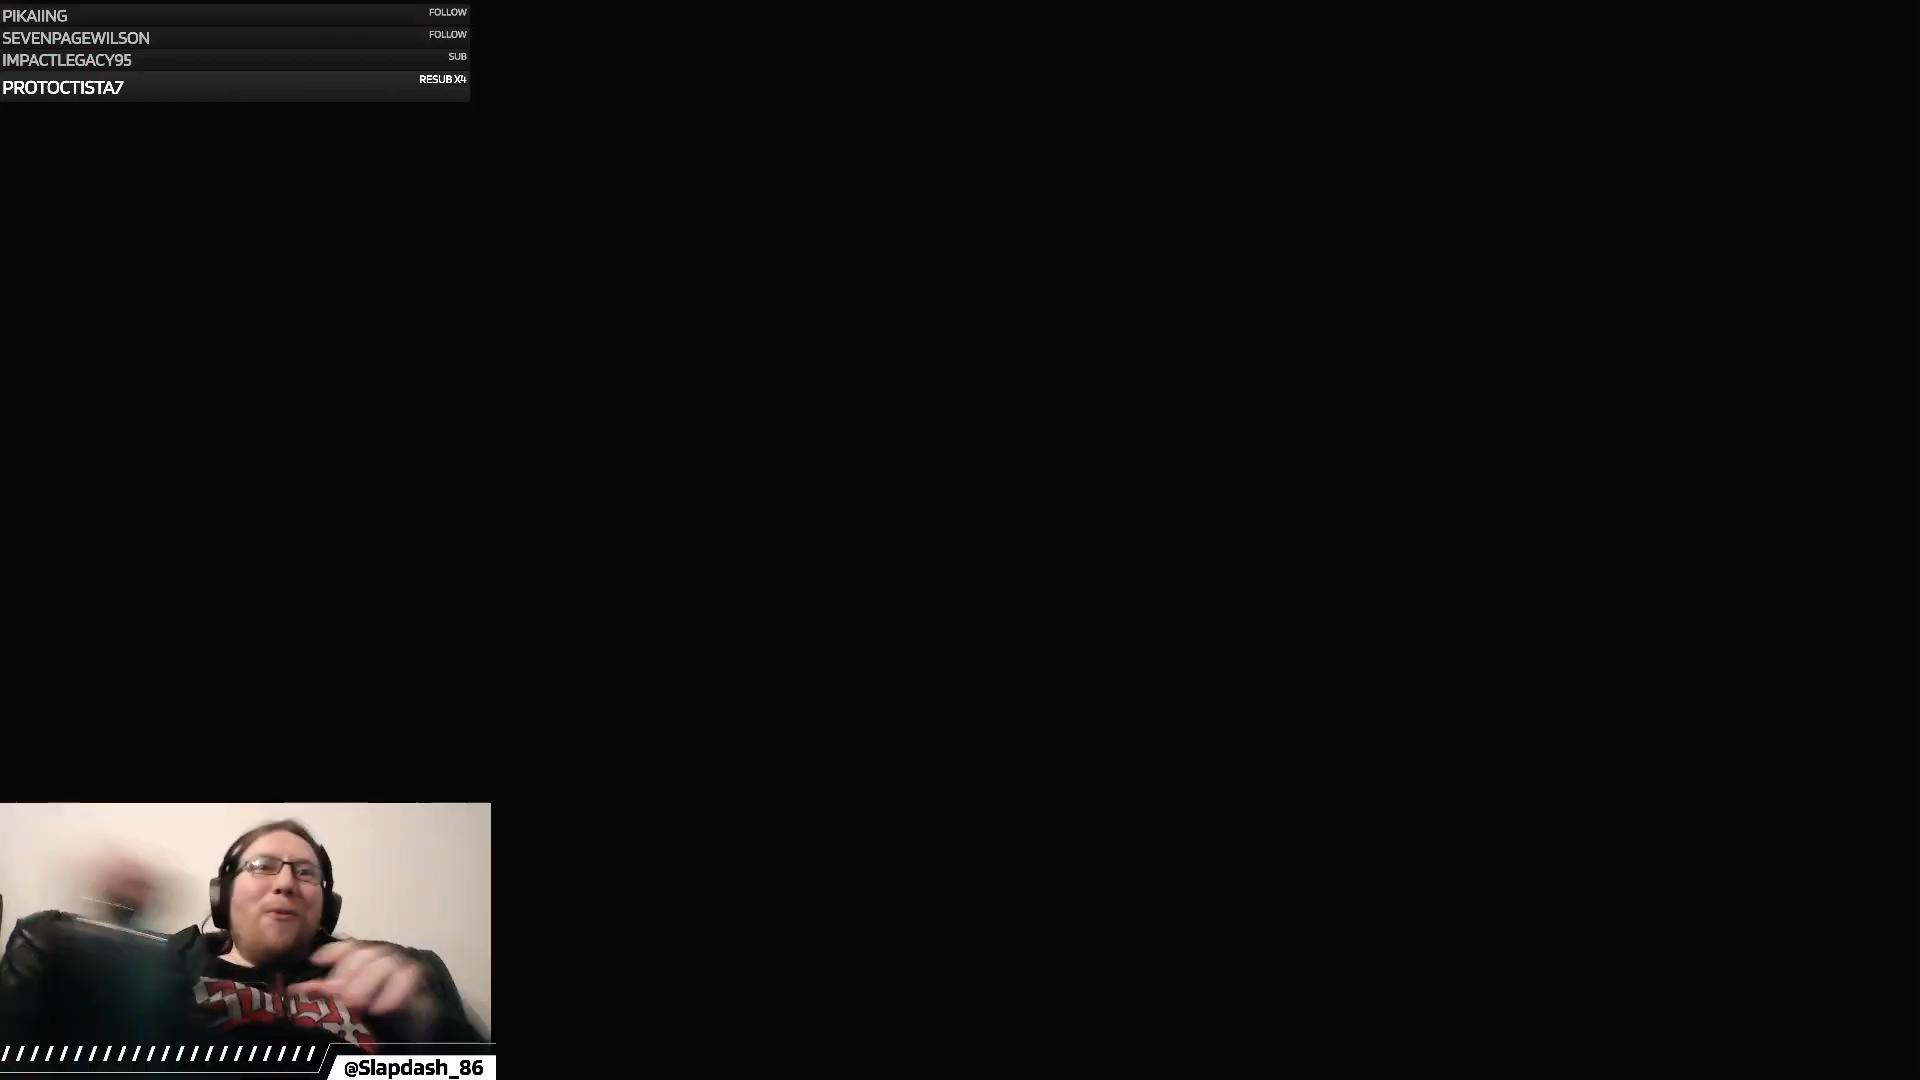 PIKAIING FOLLOW
SEVENPAGEWILSON FOLLOW
IMPACTLEGACY95 SUB
PROTOCTISTA7 RESUB X4
@Slapdash_86